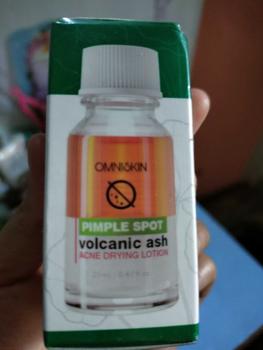 OMNISKIN
PIMPLE SPOT
volcanic ash
ACNE DRYING LOTION